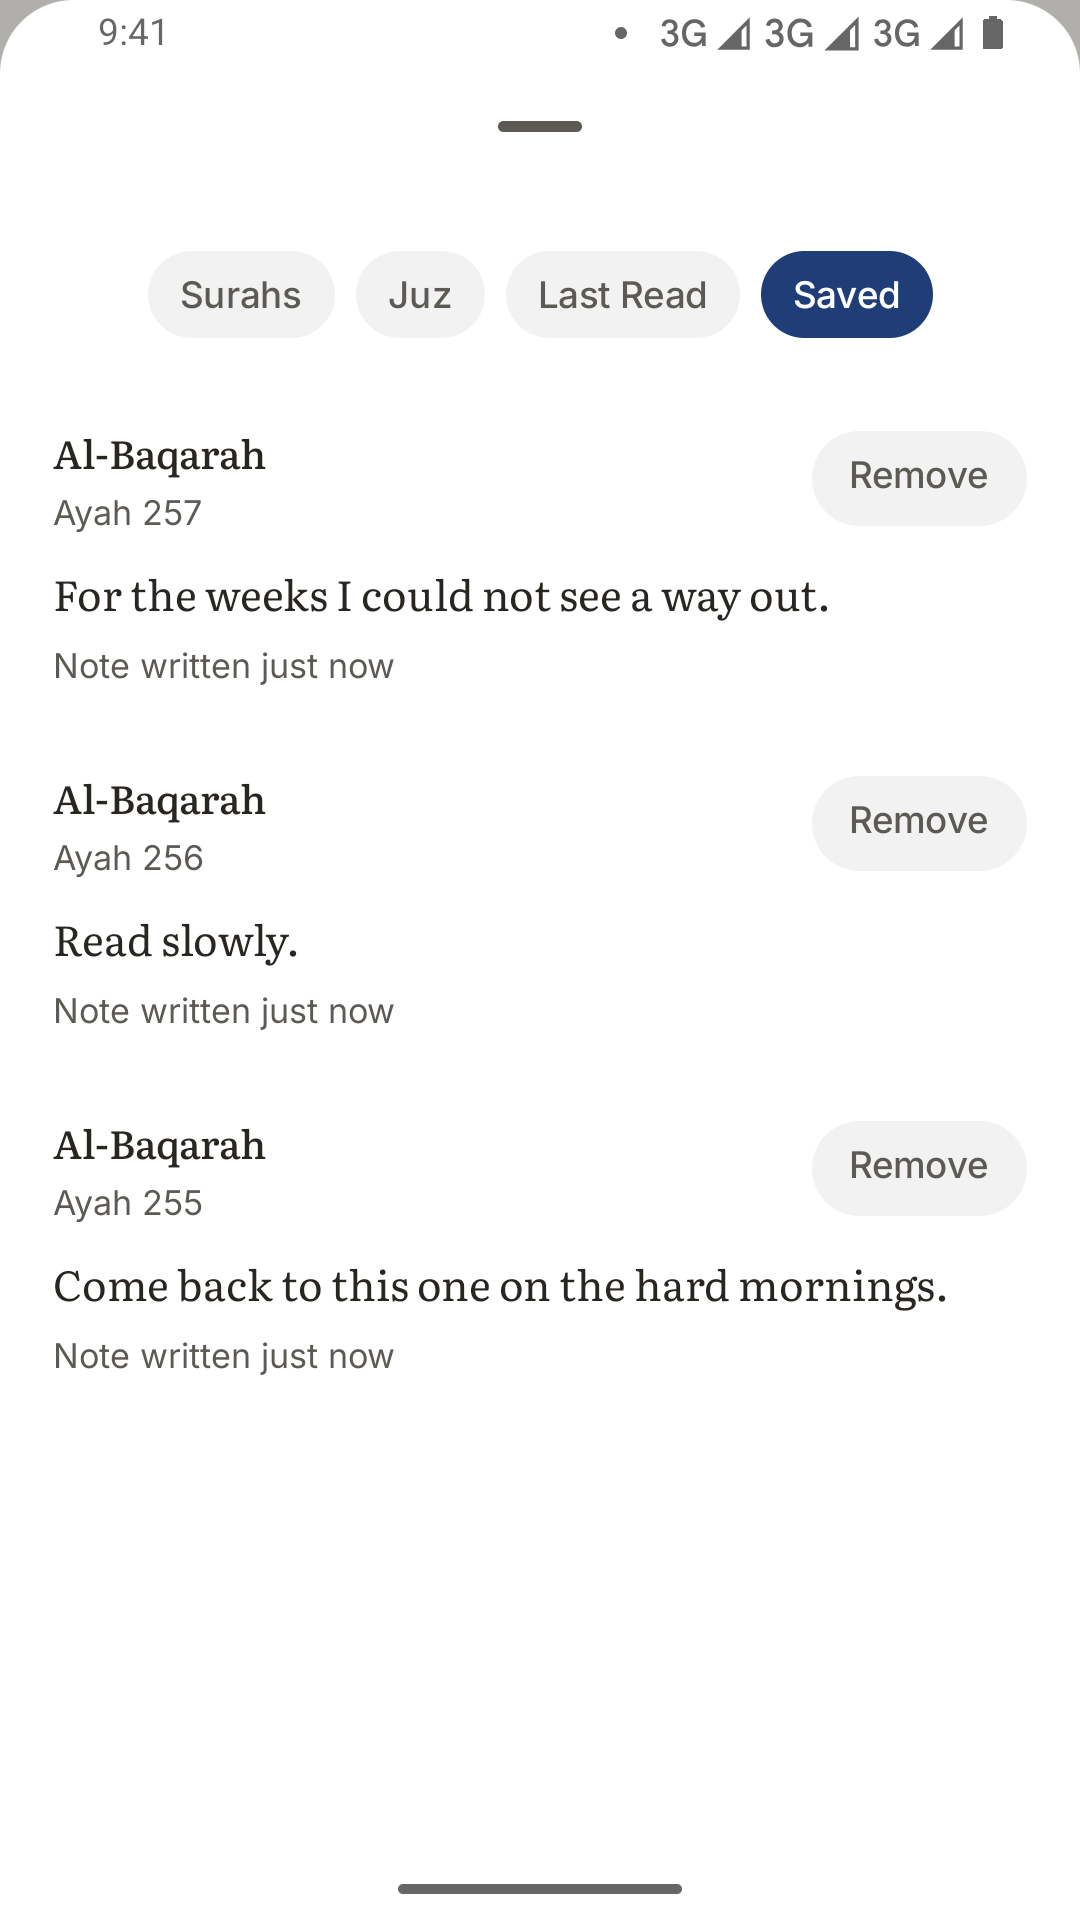 9:41 3G 3G 3G
Surahs Juz Last Read Saved
Al-Baqarah Remove
Ayah 257
For the weeks I could not see a way out.
Note written just now
Al-Baqarah Remove
Ayah 256
Read slowly.
Note written just now
Al-Baqarah Remove
Ayah 255
Come back to this one on the hard mornings.
Note written just now